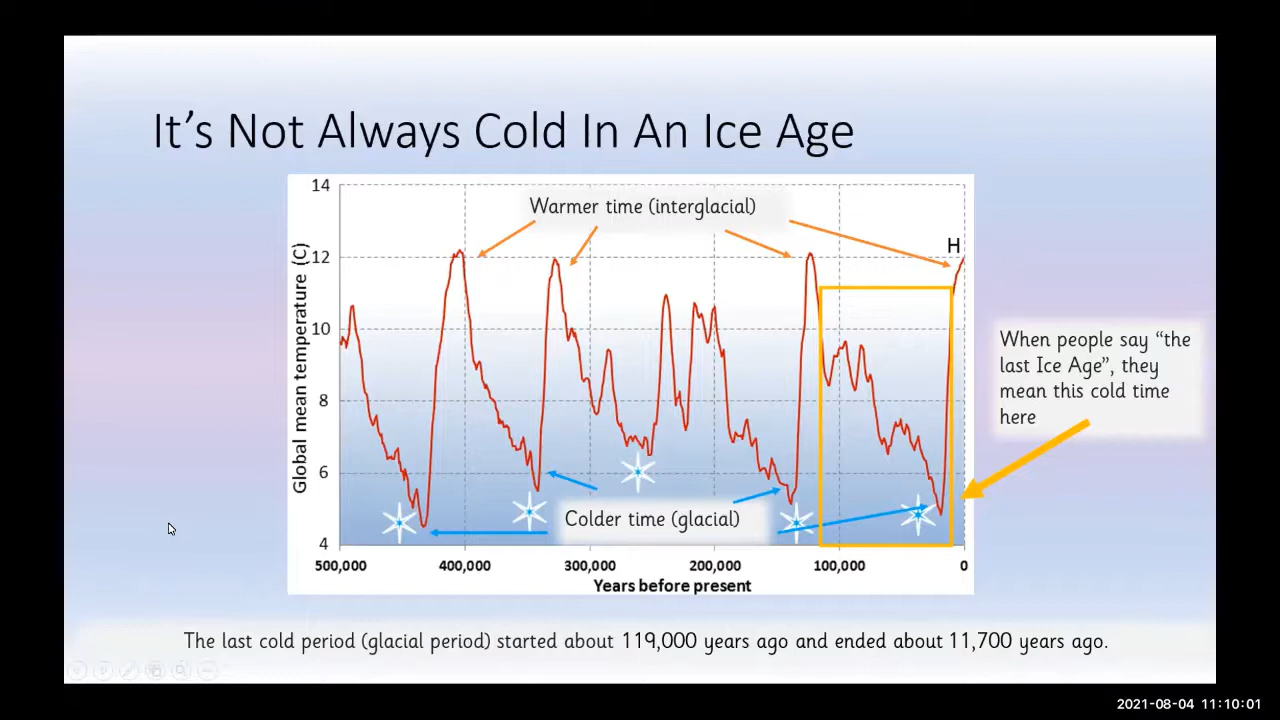 It's Not Always Cold In An Ice Age
14
Warmer time (interglacial)
H
12
Global mean temperature (C)
10
When people say “the
last Ice Age”, they
mean this cold time
here
8
6
Colder time (glacial)
4
500,000 400,000 300,000 200,000 100,000 0
Years before present
The last cold period (glacial period) started about 119,000 years ago and ended about 11,700 years ago.
2021-08-04 11:10:01